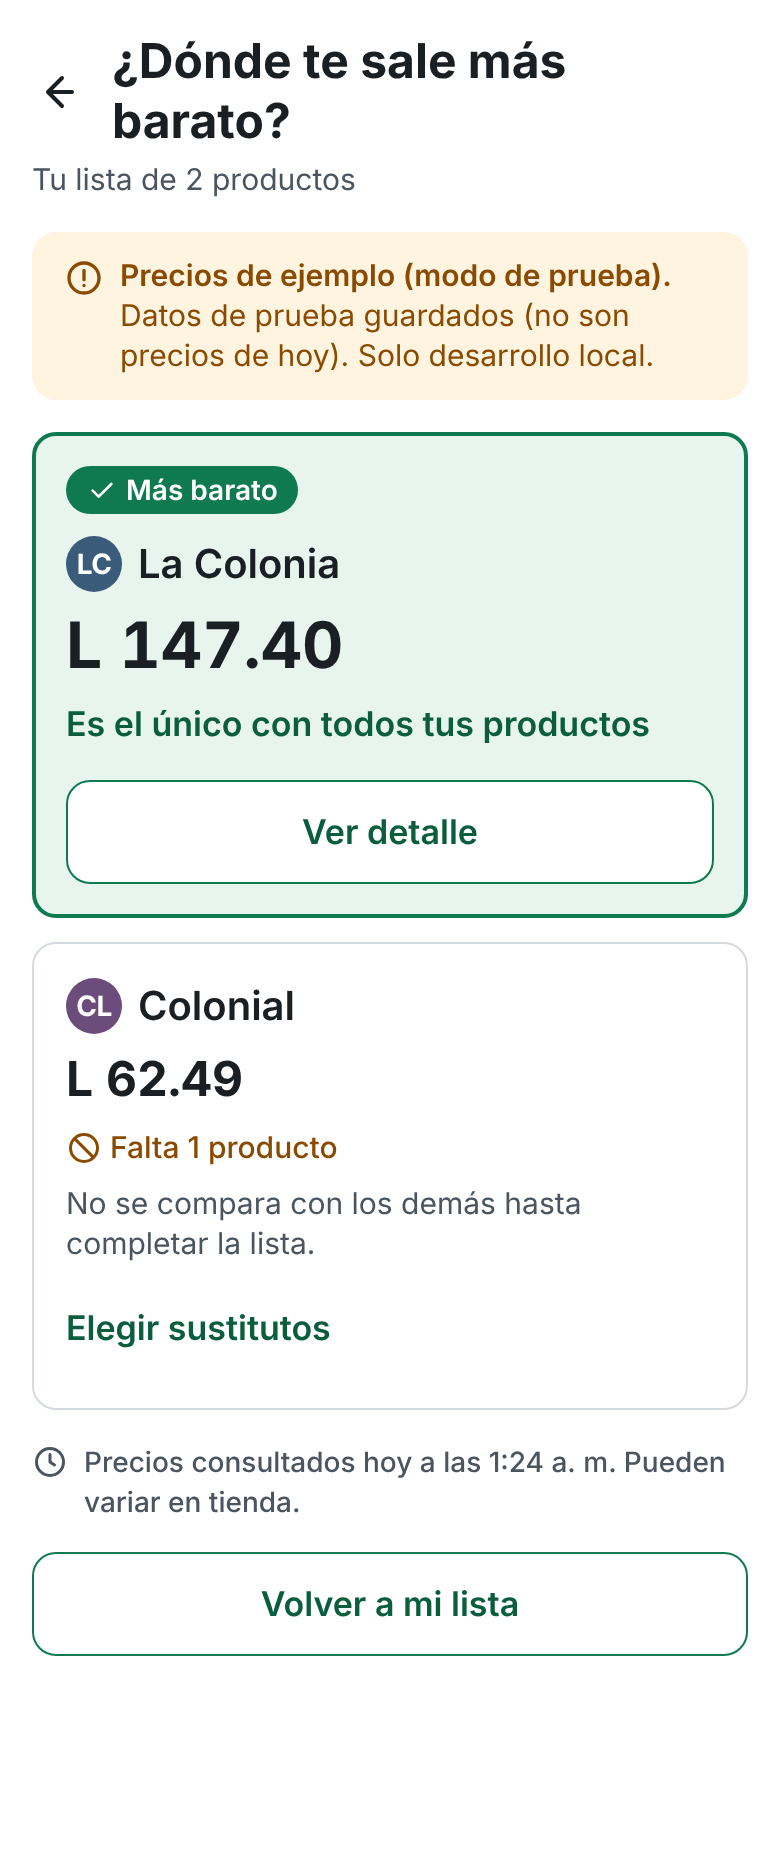 ¿Dónde te sale más
barato?
Tu lista de 2 productos
Precios de ejemplo (modo de prueba).
Datos de prueba guardados (no son
precios de hoy). Solo desarrollo local.
Más barato
LC La Colonia
L 147.40
Es el único con todos tus productos
Ver detalle
CL Colonial
L 62.49
Falta 1 producto
No se compara con los demás hasta
completar la lista.
Elegir sustitutos
Precios consultados hoy a las 1:24 a. m. Pueden
variar en tienda.
Volver a mi lista